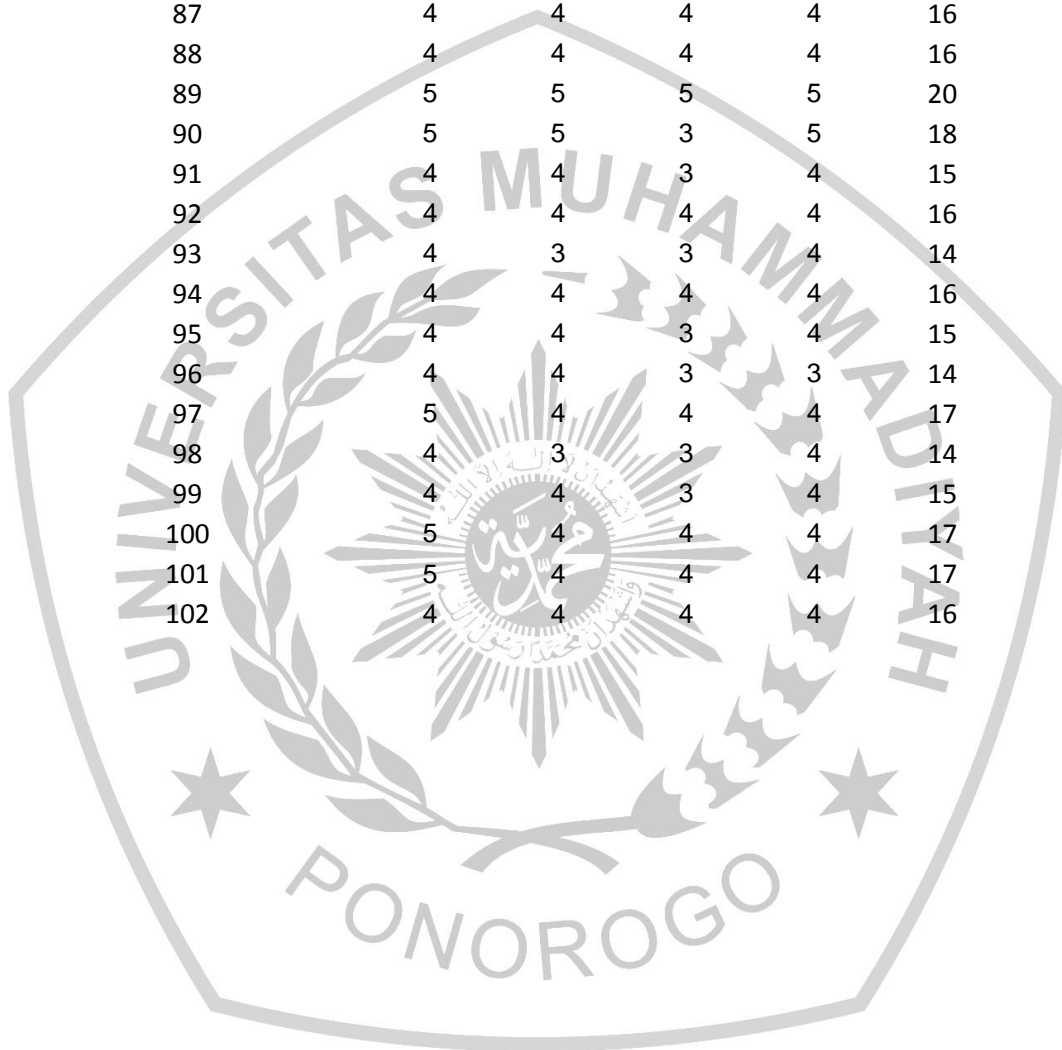 87 4 4 4 4 16
88 4 4 4 4 16
89 5 5 5 5 20
90 5 5 3 5 18
91 4 4 3 4 15
92 4 4 4 4 16
93 4 3 3 4 14
94 4 4 4 4 16
95 4 4 3 4 15
96 4 4 3 3 14
97 5 4 4 4 17
98 4 3 3 4 14
99 4 4 3 4 15
100 5 4 4 4 17
101 5 4 4 4 17
102 4 4 4 4 16
UNIVERSITAS MUHAMMADIYAH
PONOROGO